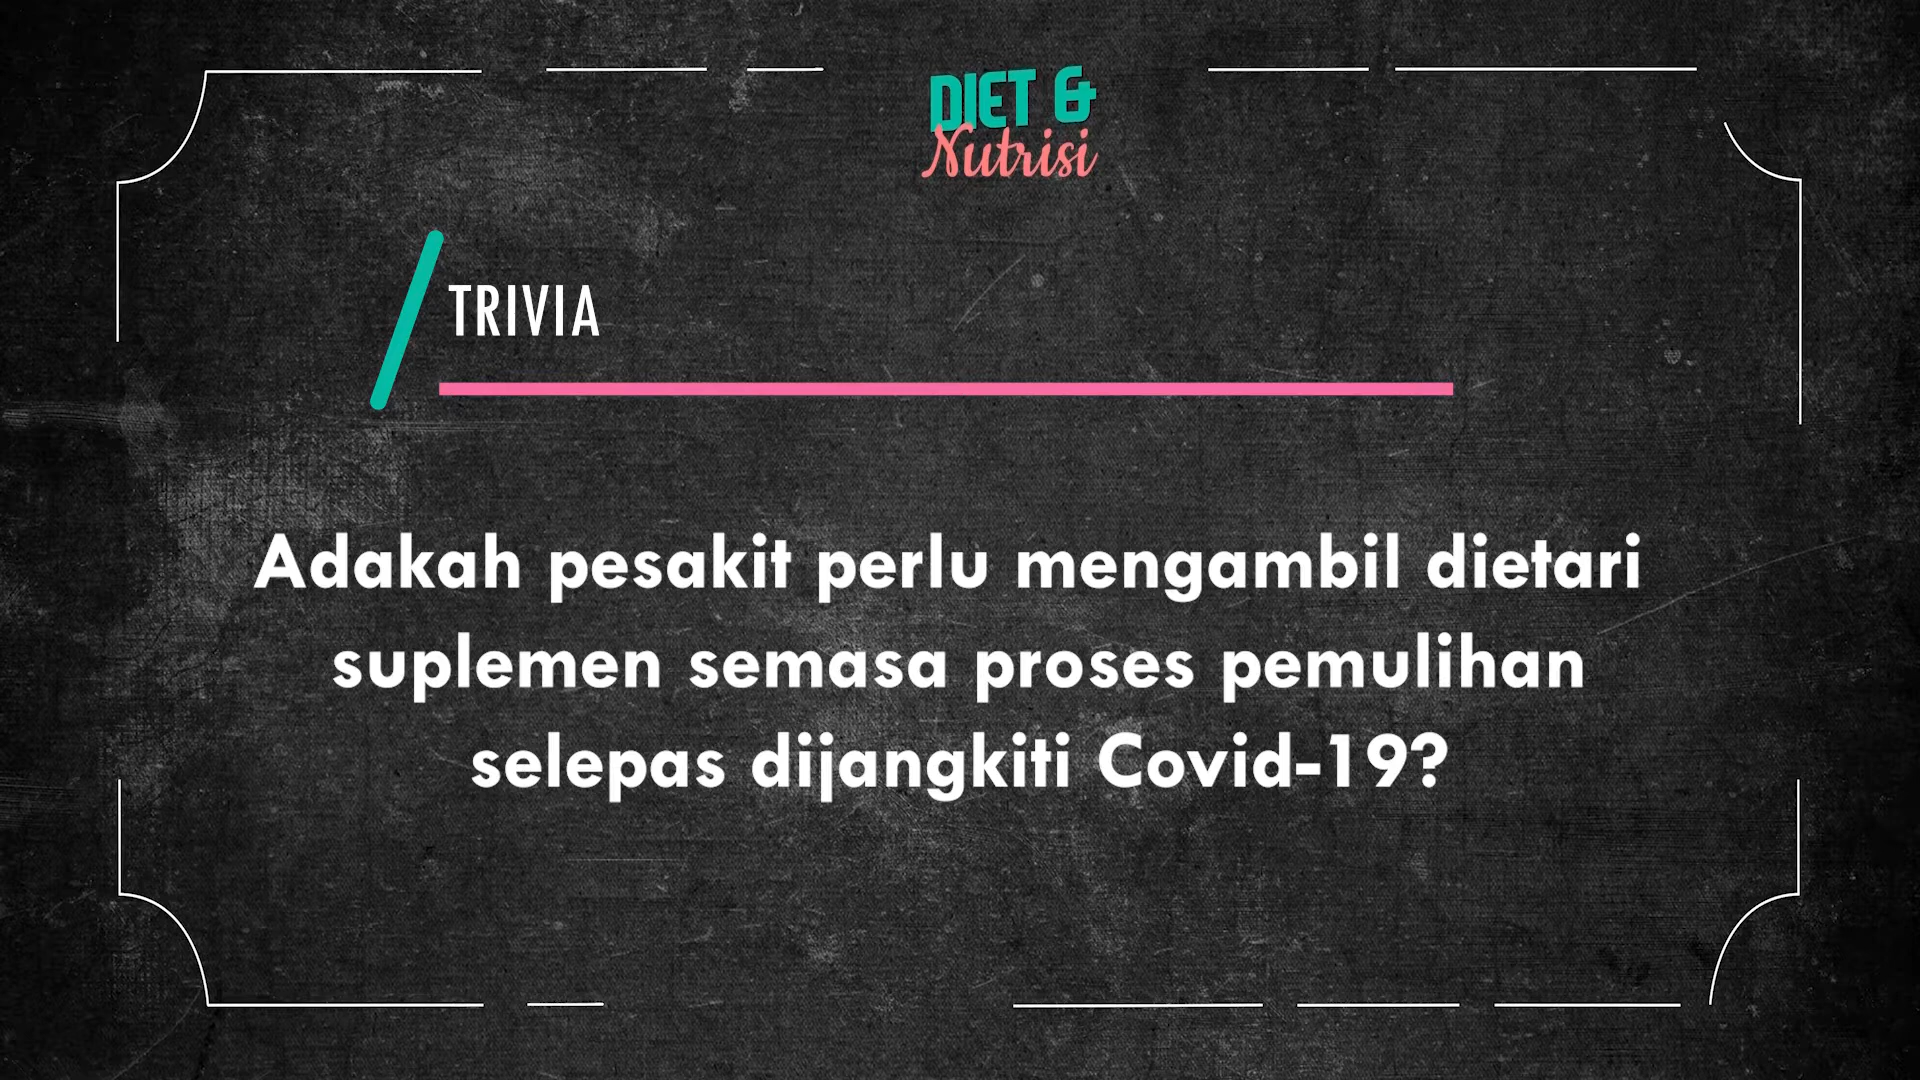 DIET &
Nutrisi
TRIVIA
Adakah pesakit perlu mengambil dietari
suplemen semasa proses pemulihan
selepas dijangkiti Covid-19?